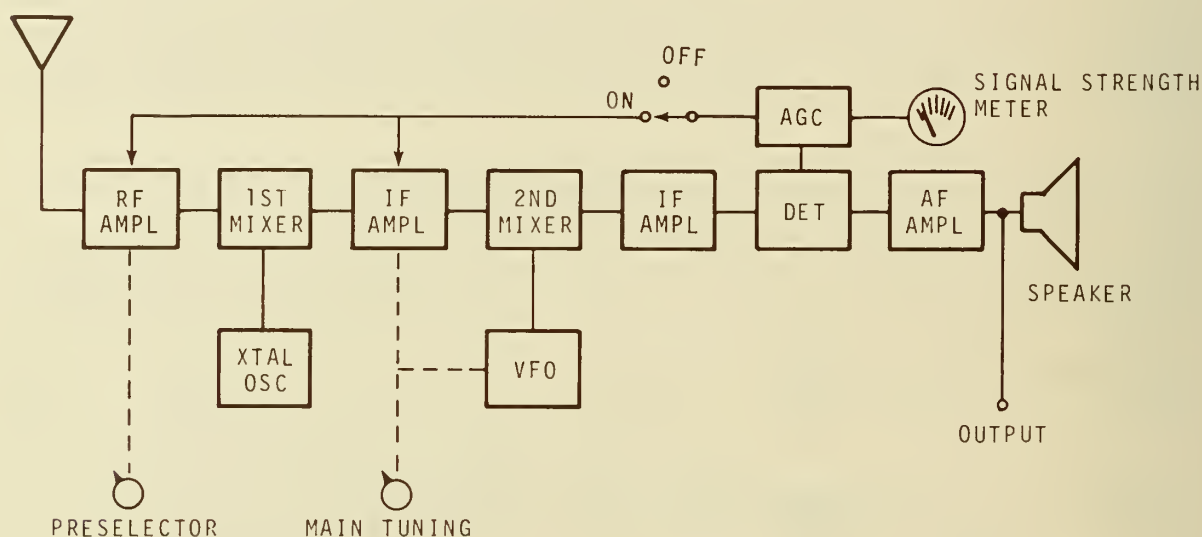 OFF
ON
AGC
SIGNAL STRENGTH
METER
RF
AMPL
1ST
MIXER
IF
AMPL
2ND
MIXER
IF
AMPL
DET
AF
AMPL
SPEAKER
XTAL
OSC
VFO
OUTPUT
PRESELECTOR
MAIN TUNING